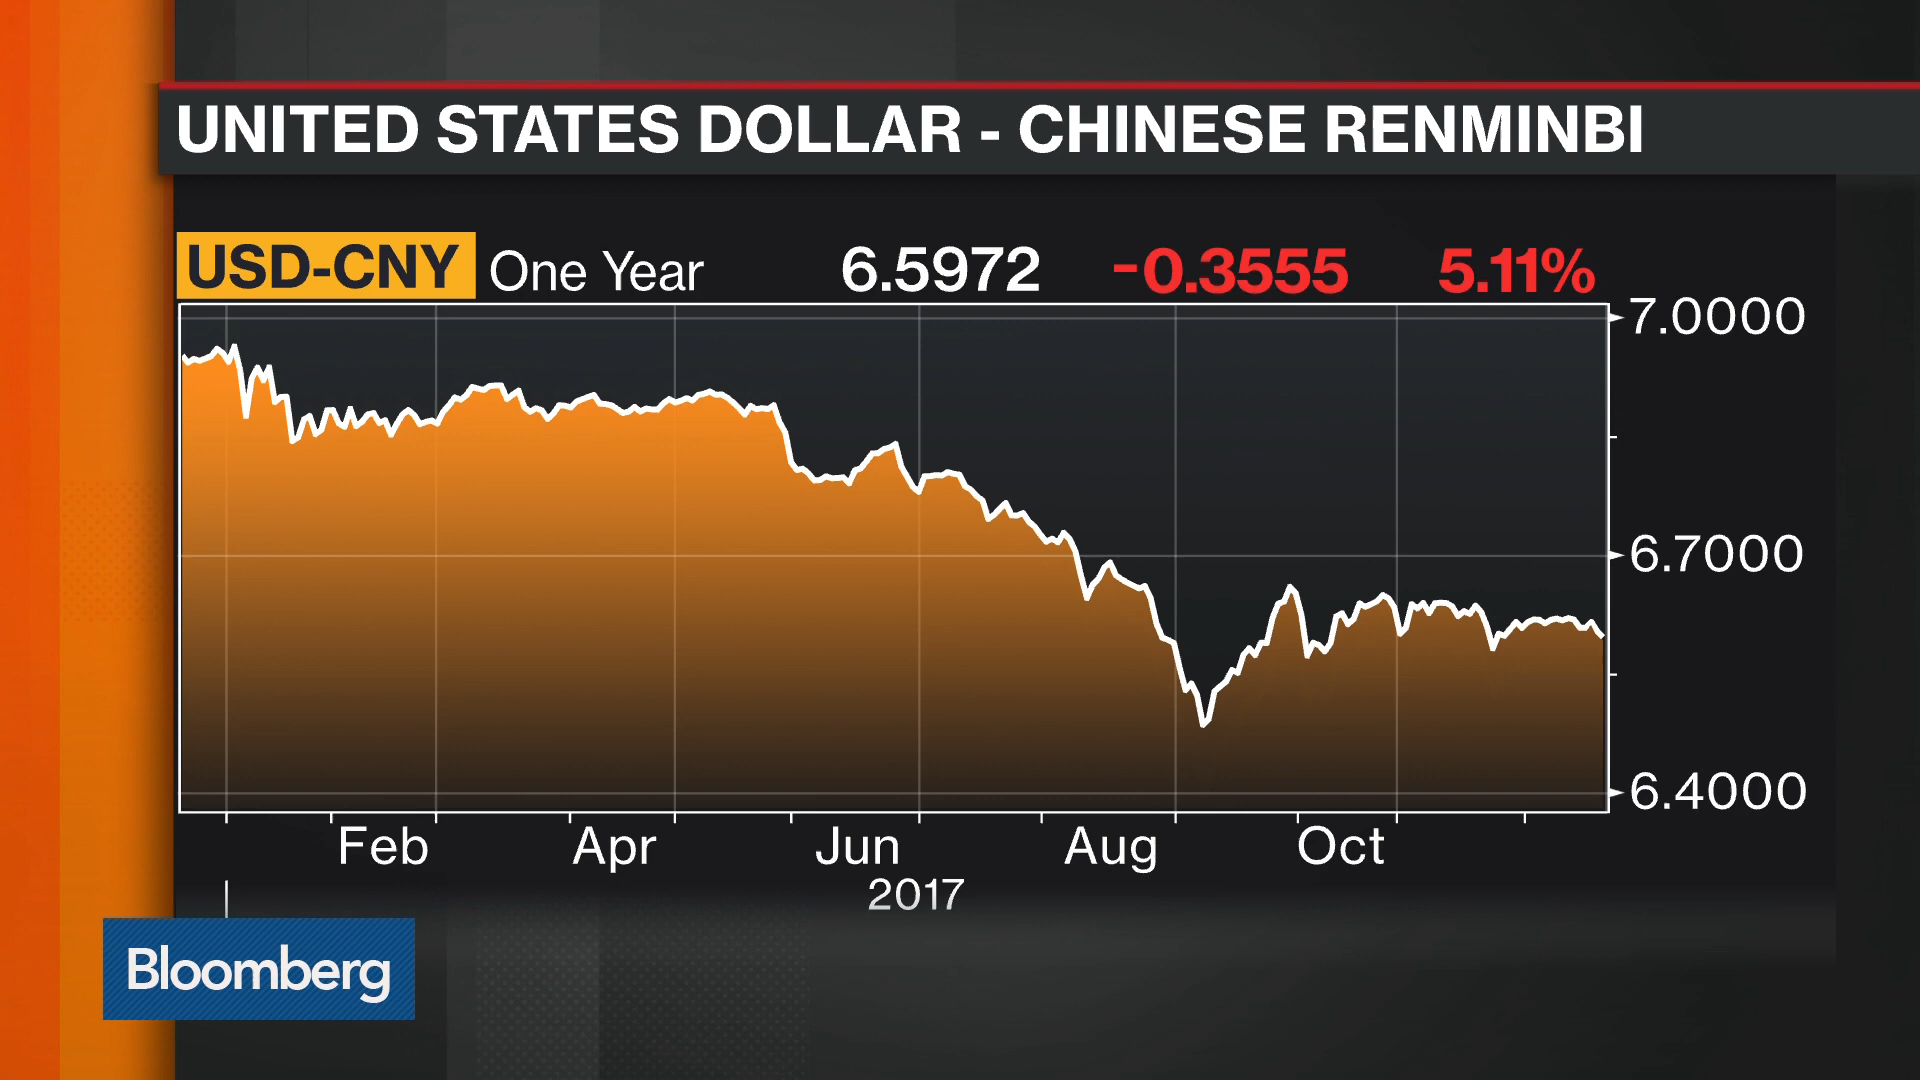 UNITED STATES DOLLAR - CHINESE RENMINBI
USD-CNY One Year 6.5972 -0.3555 5.11%
7.0000
6.7000
6.4000
Feb Apr Jun Aug Oct
2017
Bloomberg